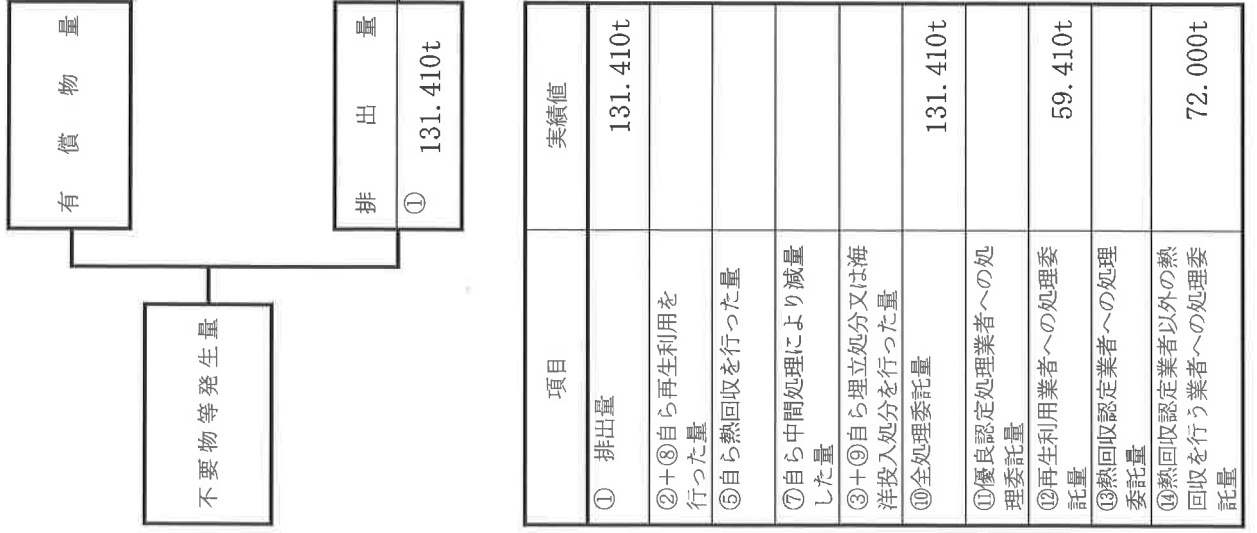 不要物等発生量
有償物量
排出量
①
131.410t
項目
実績値
① 排出量
131.410t
②+⑧自ら再生利用を
行った量
⑤自ら熱回収を行った量
⑦自ら中間処理により減量
した量
③+⑨自ら埋立処分又は海
洋投入処分を行った量
⑩全処理委託量
131.410t
⑪優良認定処理業者への処
理委託量
⑫再生利用業者への処理委
託量
59.410t
⑬熱回収認定業者への処理
委託量
⑭熱回収認定業者以外の熱
回収を行う業者への処理委
託量
72.000t